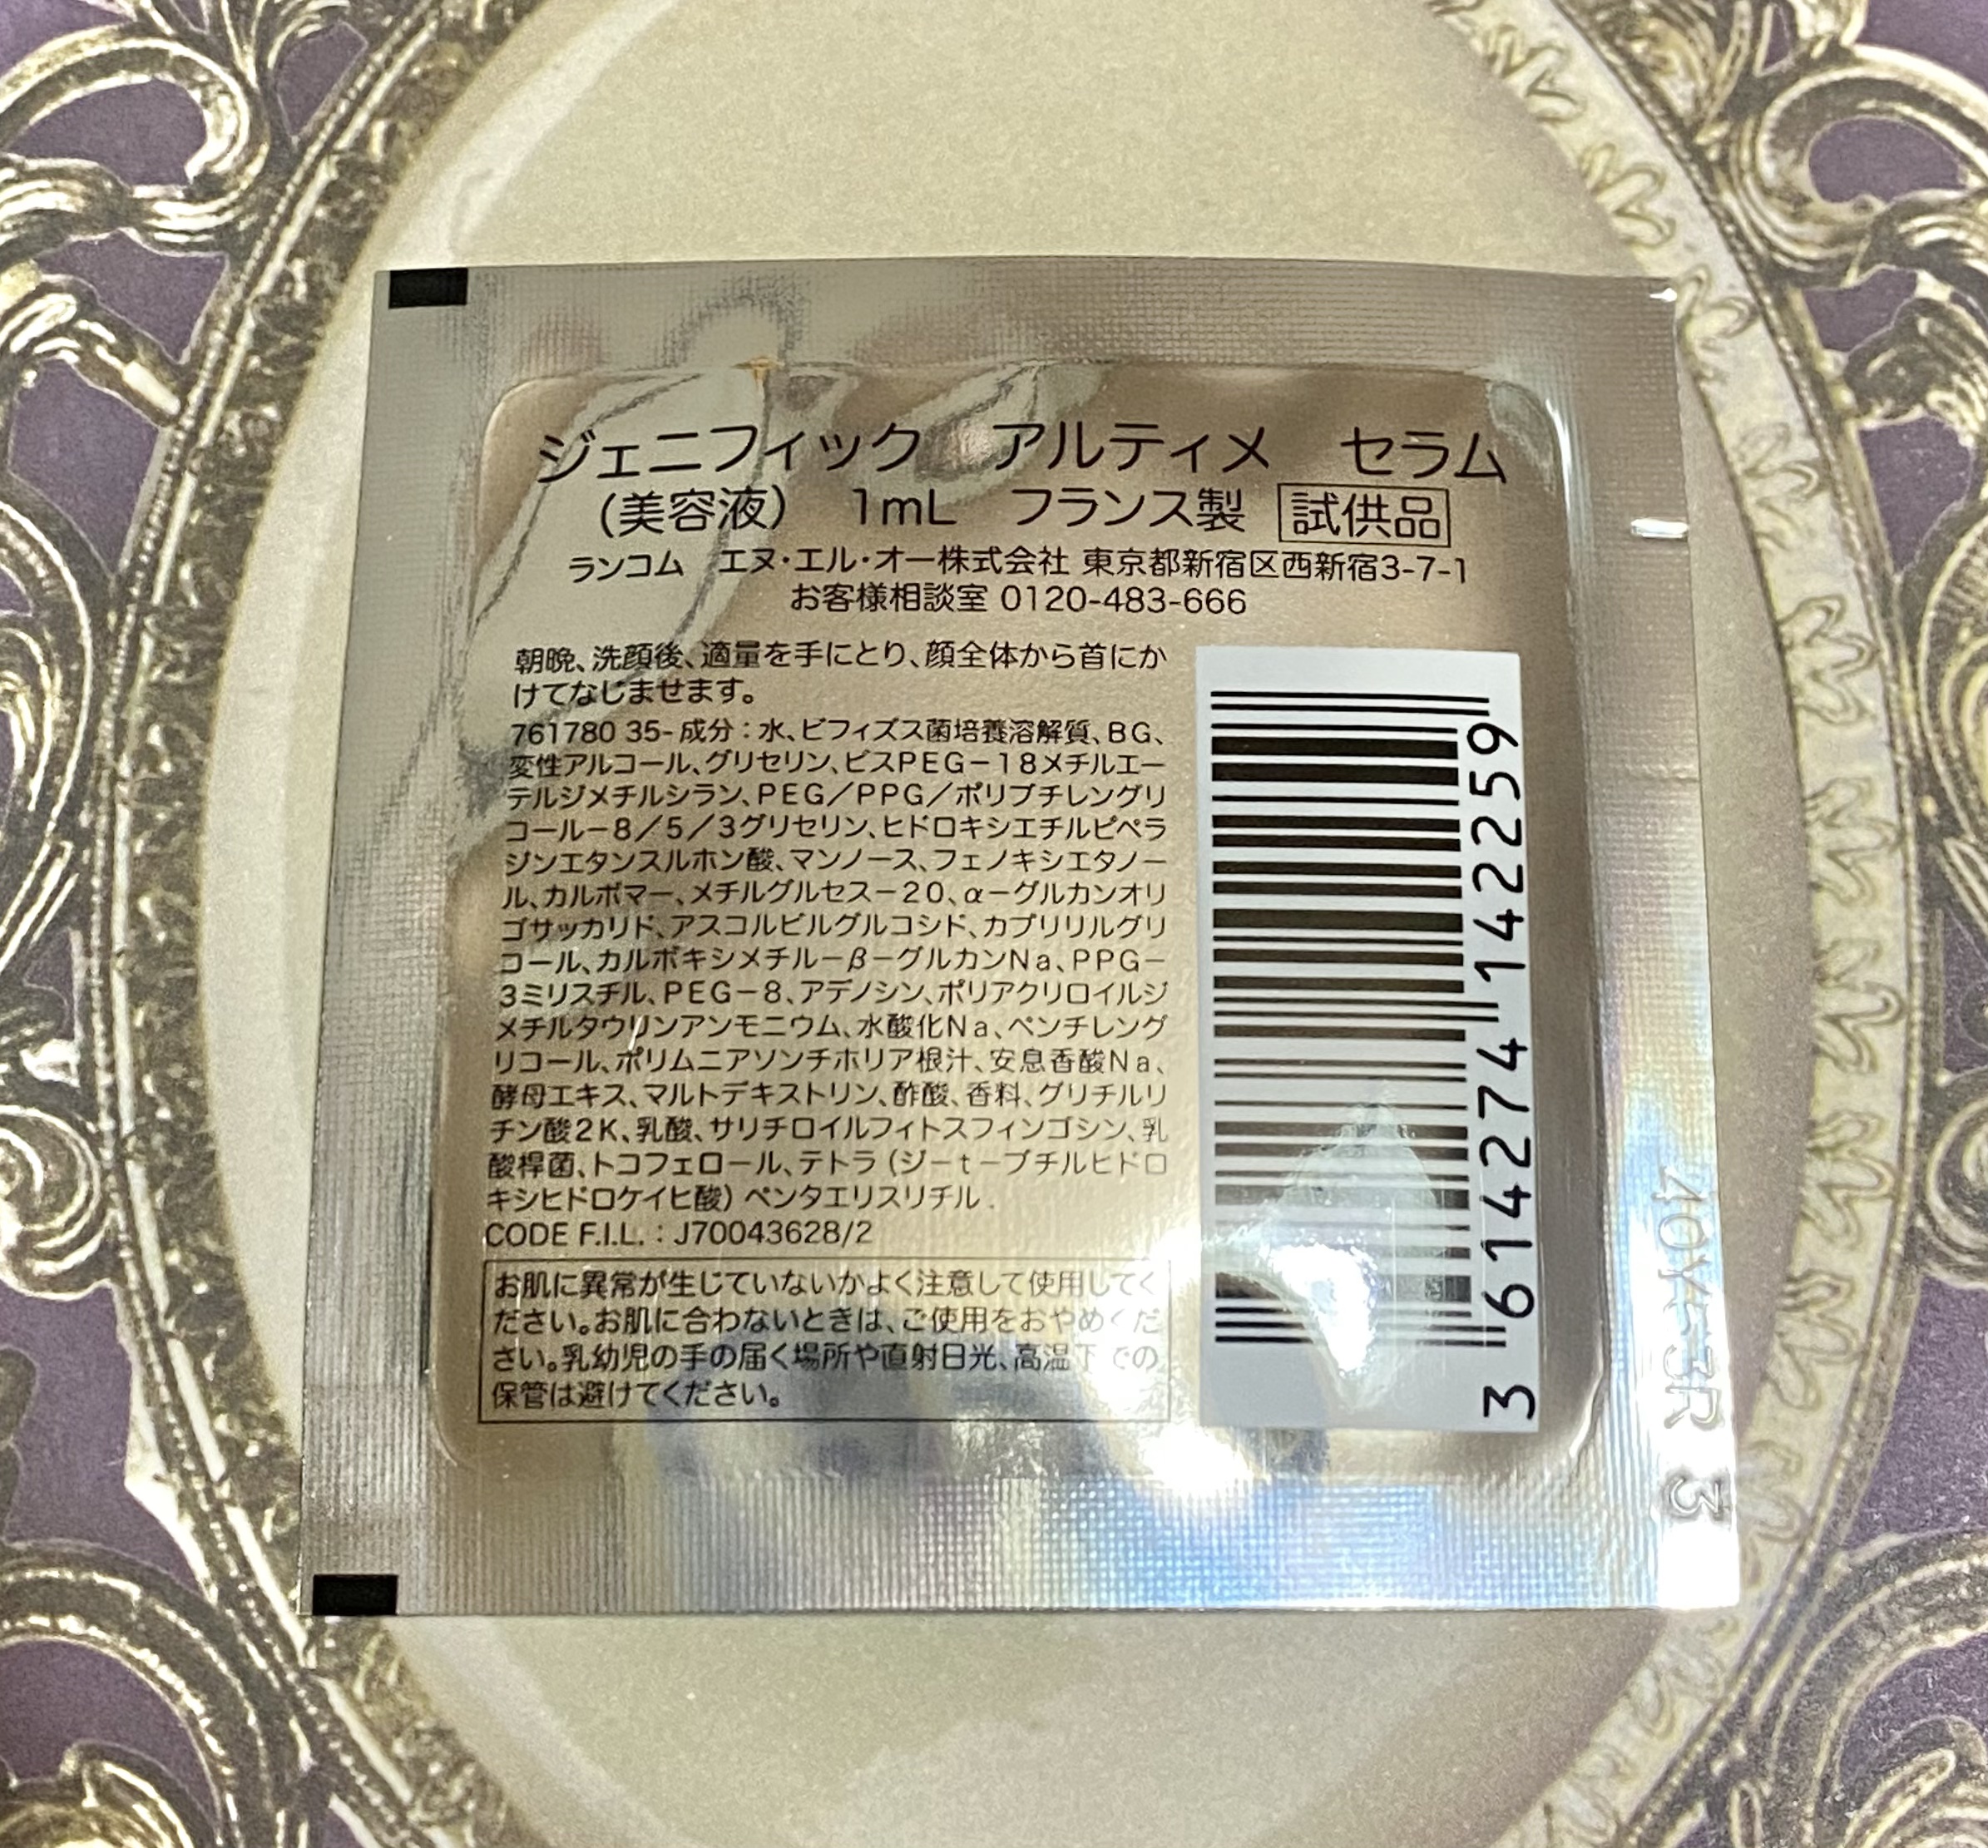 ジェニフィック アルティメ セラム
（美容液） 1mL フランス製 試供品
ランコム エヌ・エル・オー株式会社 東京都新宿区西新宿3-7-1
お客様相談室 0120-483-666
朝晩、洗顔後、適量を手にとり、顔全体から首にか
けてなじませます。
761780 35- 成分：水、ビフィズス菌培養溶解質、BG、
変性アルコール、グリセリン、ビスPEG－18メチルエー
テルジメチルシラン、PEG／PPG／ポリブチレングリ
コール－8／5／3グリセリン、ヒドロキシエチルピペラ
ジンエタンスルホン酸、マンノース、フェノキシエタノー
ル、カルボマー、メチルグルセス－20、α－グルカンオリ
ゴサッカリド、アスコルビルグルコシド、カプリリルグリ
コール、カルボキシメチル－β－グルカンNa、PPG－
3ミリスチル、PEG－8、アデノシン、ポリアクリロイルジ
メチルタウリンアンモニウム、水酸化Na、ペンチレング
リコール、ポリムニアソンチホリア根汁、安息香酸Na、
酵母エキス、マルトデキストリン、酢酸、香料、グリチルリ
チン酸2K、乳酸、サリチロイルフィトスフィンゴシン、乳
酸桿菌、トコフェロール、テトラ（ジ－t－ブチルヒドロ
キシヒドロケイヒ酸）ペンタエリスリチル .
CODE F.I.L. : J70043628/2
お肌に異常が生じていないかよく注意して使用してく
ださい。お肌に合わないときは、ご使用をおやめくだ
さい。乳幼児の手の届く場所や直射日光、高温下での
保管は避けてください。
3 614274 142259